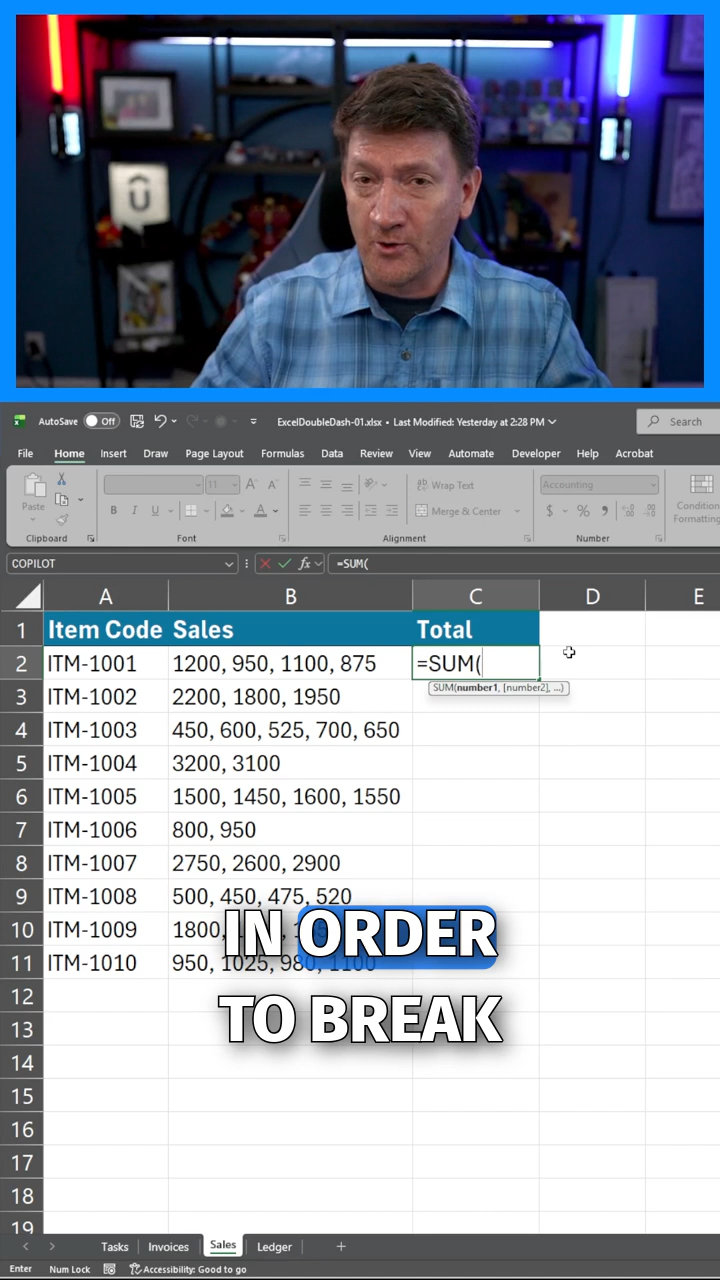 AutoSave Off ExcelDoubleDash-01.xlsx • Last Modified: Yesterday at 2:28 PM Search
File Home Insert Draw Page Layout Formulas Data Review View Automate Developer Help Acrobat
Paste 11 A A Wrap Text Accounting Condition
B I U A Merge & Center $ % Formatting
Clipboard Font Alignment Number
COPILOT fx =SUM(
A B C D E
1 Item Code Sales Total
2 ITM-1001 1200, 950, 1100, 875 =SUM(
SUM(number1, [number2], ...)
3 ITM-1002 2200, 1800, 1950
4 ITM-1003 450, 600, 525, 700, 650
5 ITM-1004 3200, 3100
6 ITM-1005 1500, 1450, 1600, 1550
7 ITM-1006 800, 950
8 ITM-1007 2750, 2600, 2900
9 ITM-1008 500, 450, 475, 520
10 ITM-1009 1800,
IN ORDER
11 ITM-1010 950, 1025, 980, 1100
TO BREAK
12
13
14
15
16
17
18
19
Tasks Invoices Sales Ledger +
Enter Num Lock Accessibility: Good to go